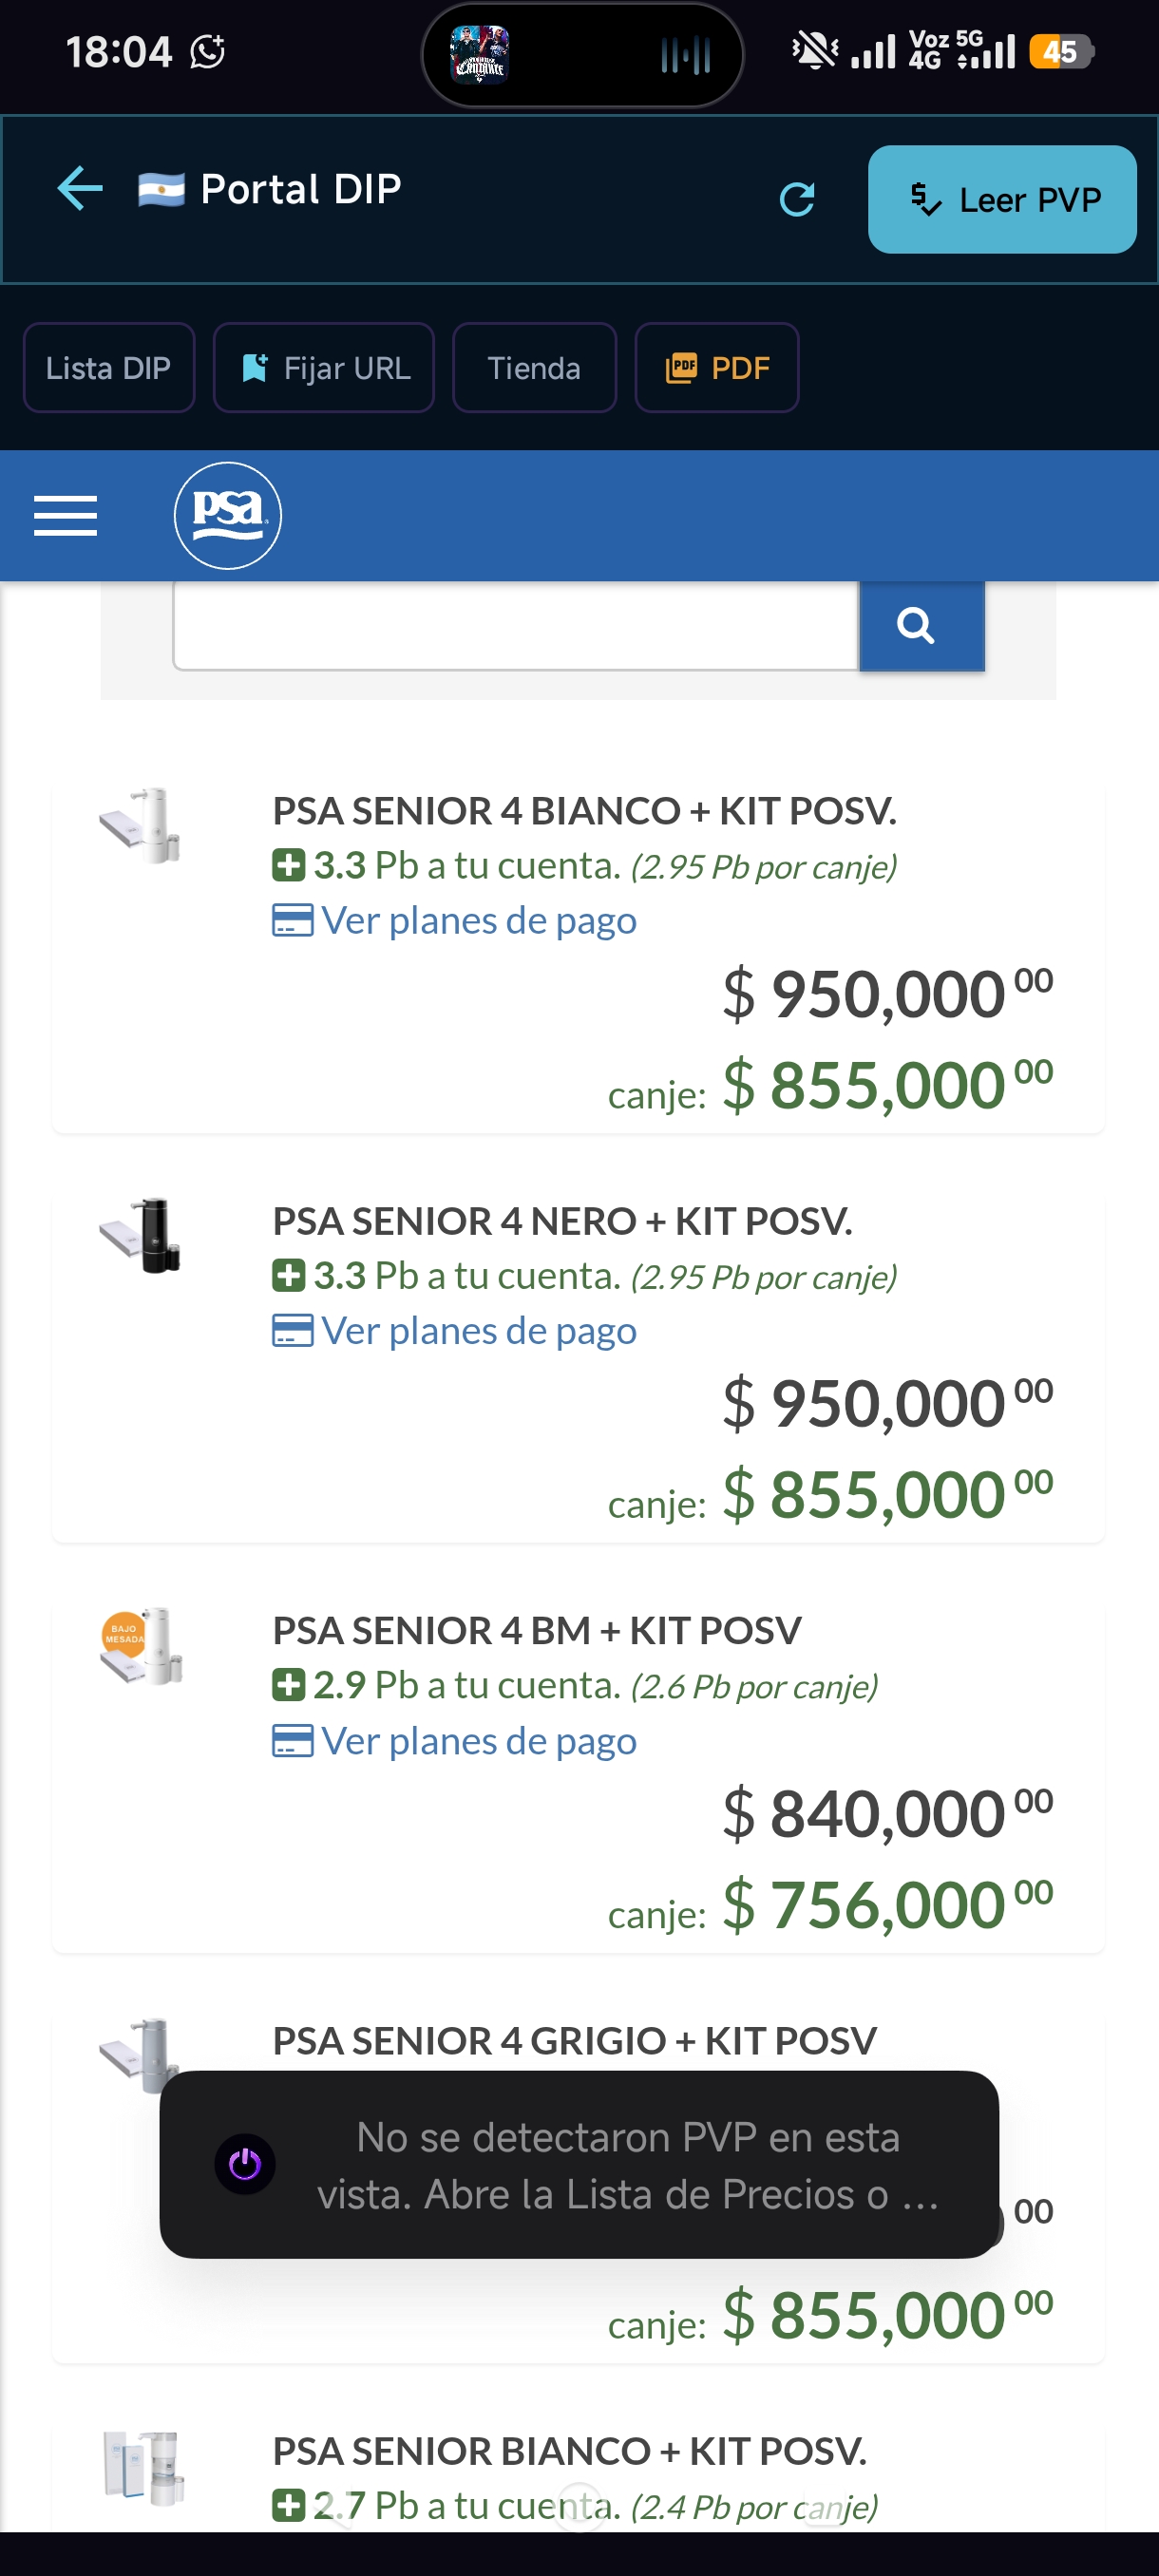 18:04
Voz 5G
4G
45
Portal DIP
Leer PVP
Lista DIP
Fijar URL
Tienda
PDF
psa
PSA SENIOR 4 BIANCO + KIT POSV.
3.3 Pb a tu cuenta. (2.95 Pb por canje)
Ver planes de pago
$ 950,000 00
canje: $ 855,000 00
PSA SENIOR 4 NERO + KIT POSV.
3.3 Pb a tu cuenta. (2.95 Pb por canje)
Ver planes de pago
$ 950,000 00
canje: $ 855,000 00
BAJO
MESADA
PSA SENIOR 4 BM + KIT POSV
2.9 Pb a tu cuenta. (2.6 Pb por canje)
Ver planes de pago
$ 840,000 00
canje: $ 756,000 00
PSA SENIOR 4 GRIGIO + KIT POSV
No se detectaron PVP en esta
vista. Abre la Lista de Precios o ...
00
canje: $ 855,000 00
PSA SENIOR BIANCO + KIT POSV.
2.7 Pb a tu cuenta. (2.4 Pb por canje)